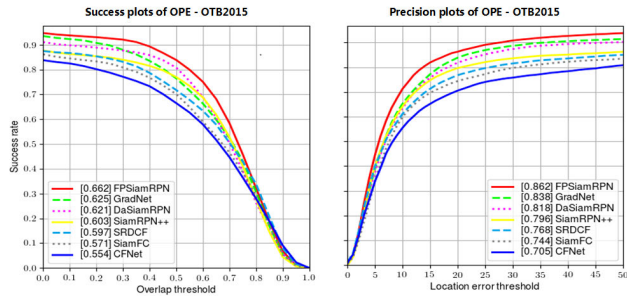 Success plots of OPE - OTB2015
Success rate
0.9
0.8
0.7
0.6
0.5
0.4
0.3
0.2
0.1
0.0
[0.662] FPSiamRPN
[0.625] GradNet
[0.621] DaSiamRPN
[0.603] SiamRPN++
[0.597] SRDCF
[0.571] SiamFC
[0.554] CFNet
0.0 0.1 0.2 0.3 0.4 0.5 0.6 0.7 0.8 0.9 1.0
Overlap threshold
Precision plots of OPE - OTB2015
[0.862] FPSiamRPN
[0.838] GradNet
[0.818] DaSiamRPN
[0.796] SiamRPN++
[0.768] SRDCF
[0.744] SiamFC
[0.705] CFNet
0 5 10 15 20 25 30 35 40 45 50
Location error threshold